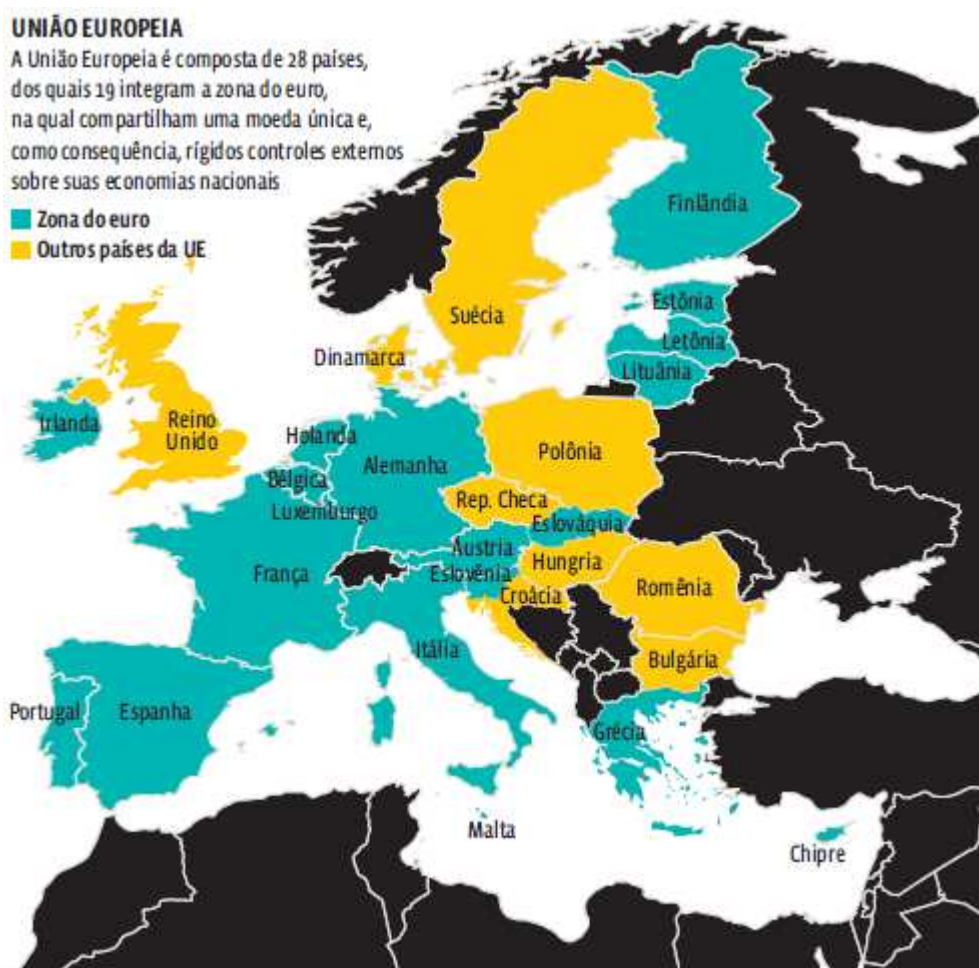 UNIÃO EUROPEIA
A União Europeia é composta de 28 países,
dos quais 19 integram a zona do euro,
na qual compartilham uma moeda única e,
como consequência, rígidos controles externos
sobre suas economias nacionais
Zona do euro
Outros países da UE
Finlândia
Estônia
Suécia
Letônia
Dinamarca
Lituânia
Irlanda
Reino
Unido
Holanda
Alemanha
Polônia
Bélgica
Rep. Checa
Luxemburgo
Eslováquia
Áustria
França
Eslovênia
Hungria
Croácia
Romênia
Itália
Bulgária
Portugal
Espanha
Grécia
Malta
Chipre